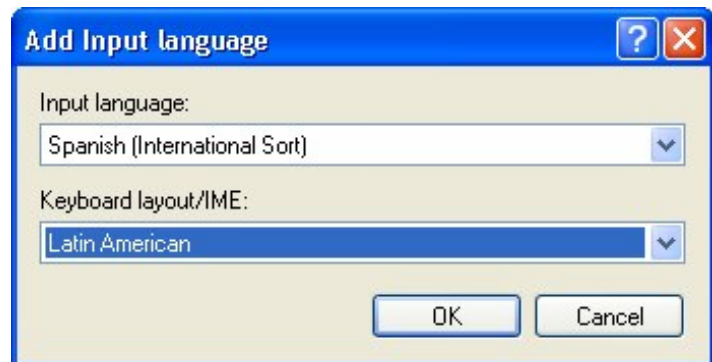 Add Input language
Input language:
Spanish (International Sort)
Keyboard layout/IME:
Latin American
OK Cancel